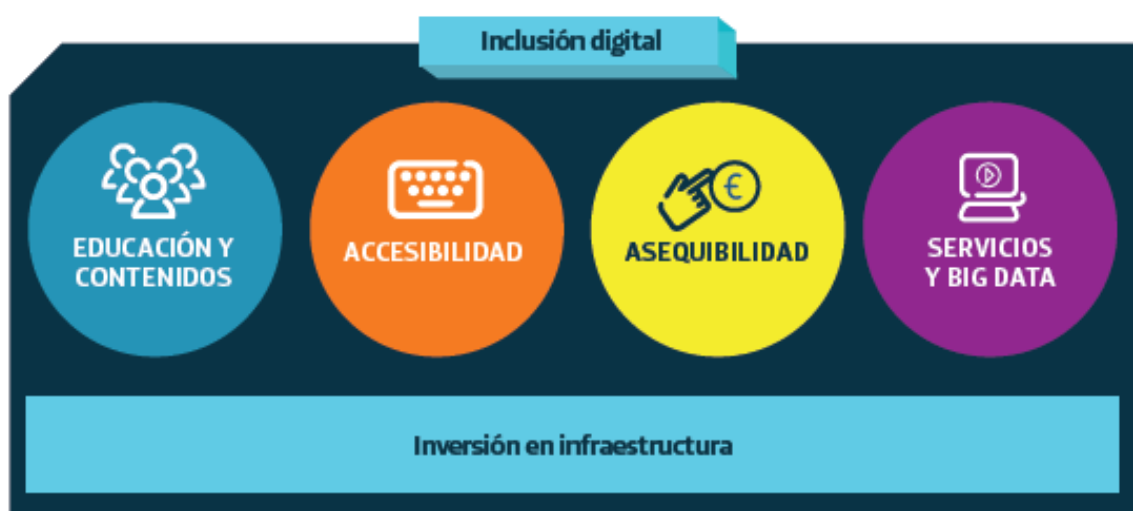 Inclusión digital
EDUCACIÓN Y
CONTENIDOS
ACCESIBILIDAD
€
ASEQUIBILIDAD
SERVICIOS
Y BIG DATA
Inversión en infraestructura